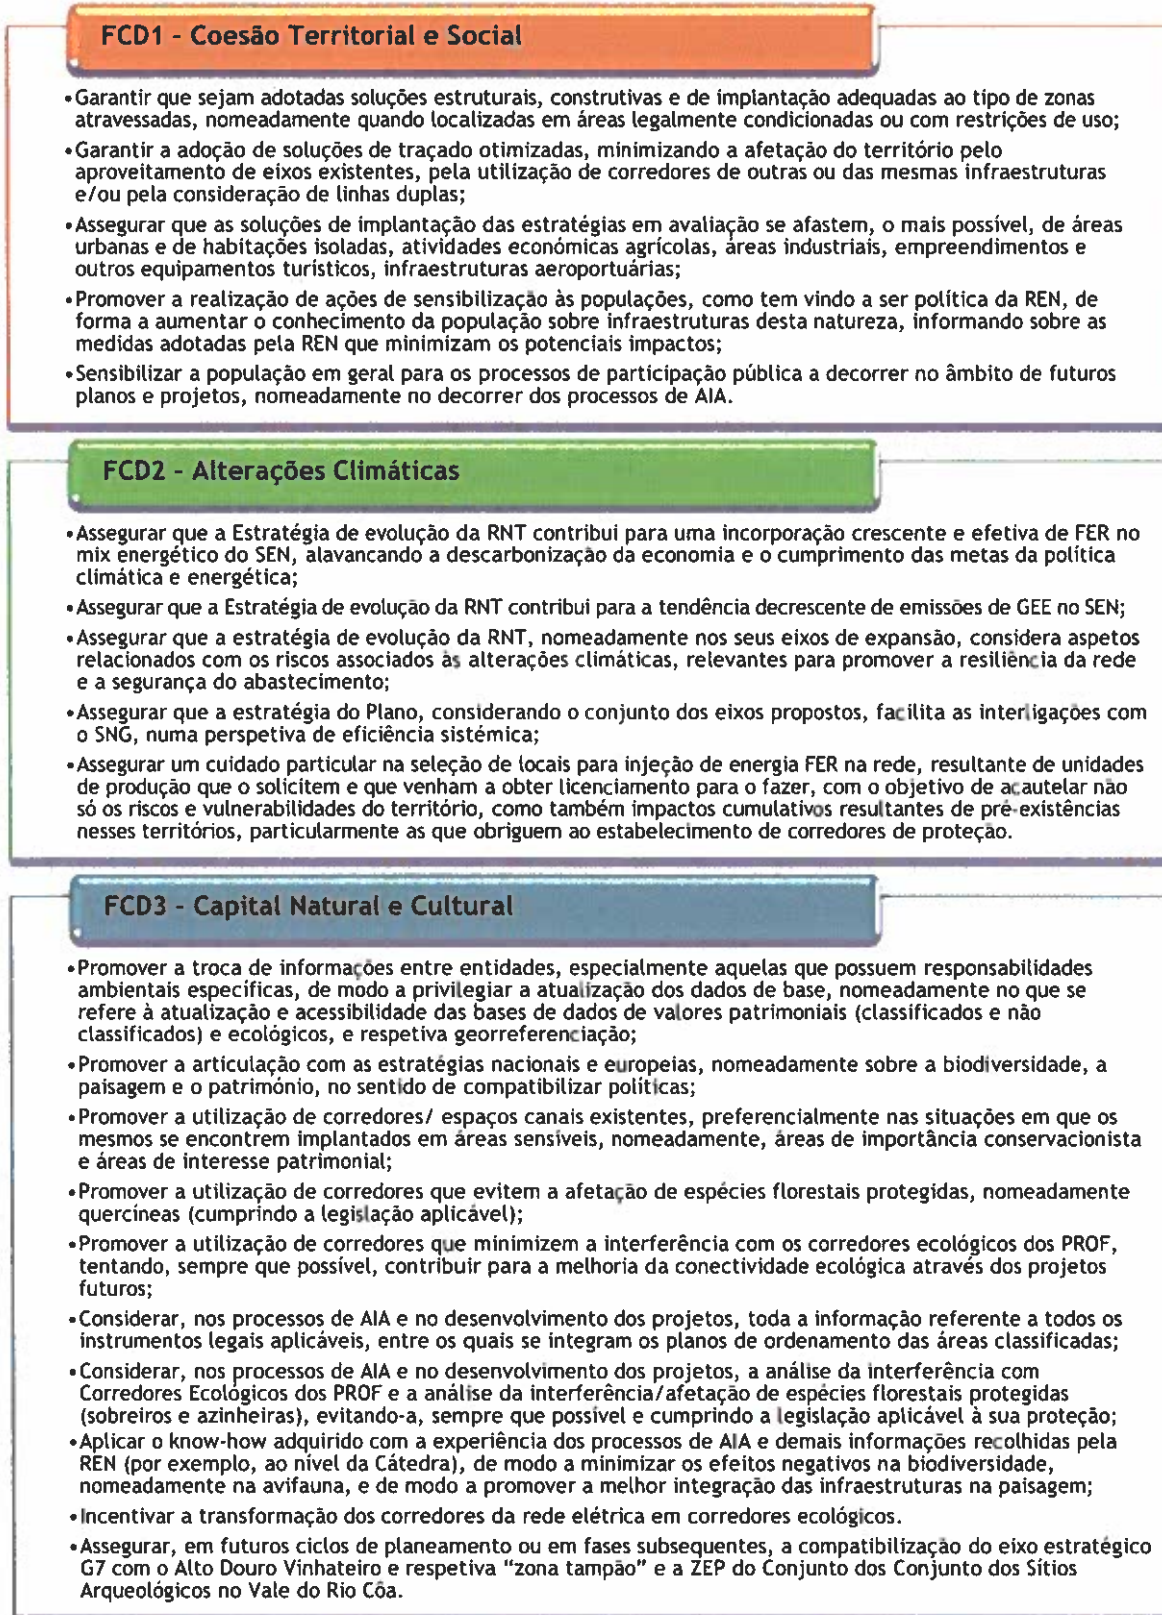 FCD1 - Coesão Territorial e Social
•Garantir que sejam adotadas soluções estruturais, construtivas e de implantação adequadas ao tipo de zonas
atravessadas, nomeadamente quando localizadas em áreas legalmente condicionadas ou com restrições de uso;
•Garantir a adoção de soluções de traçado otimizadas, minimizando a afetação do território pelo
aproveitamento de eixos existentes, pela utilização de corredores de outras ou das mesmas infraestruturas
e/ou pela consideração de linhas duplas;
•Assegurar que as soluções de implantação das estratégias em avaliação se afastem, o mais possível, de áreas
urbanas e de habitações isoladas, atividades económicas agrícolas, áreas industriais, empreendimentos e
outros equipamentos turísticos, infraestruturas aeroportuárias;
•Promover a realização de ações de sensibilização às populações, como tem vindo a ser política da REN, de
forma a aumentar o conhecimento da população sobre infraestruturas desta natureza, informando sobre as
medidas adotadas pela REN que minimizam os potenciais impactos;
•Sensibilizar a população em geral para os processos de participação pública a decorrer no âmbito de futuros
planos e projetos, nomeadamente no decorrer dos processos de AIA.
FCD2 - Alterações Climáticas
•Assegurar que a Estratégia de evolução da RNT contribui para uma incorporação crescente e efetiva de FER no
mix energético do SEN, alavancando a descarbonização da economia e o cumprimento das metas da política
climática e energética;
•Assegurar que a Estratégia de evolução da RNT contribui para a tendência decrescente de emissões de GEE no SEN;
•Assegurar que a estratégia de evolução da RNT, nomeadamente nos seus eixos de expansão, considera aspetos
relacionados com os riscos associados às alterações climáticas, relevantes para promover a resiliência da rede
e a segurança do abastecimento;
•Assegurar que a estratégia do Plano, considerando o conjunto dos eixos propostos, facilita as interligações com
o SNG, numa perspetiva de eficiência sistémica;
•Assegurar um cuidado particular na seleção de locais para injeção de energia FER na rede, resultante de unidades
de produção que o solicitem e que venham a obter licenciamento para o fazer, com o objetivo de acautelar não
só os riscos e vulnerabilidades do território, como também impactos cumulativos resultantes de pré-existências
nesses territórios, particularmente as que obriguem ao estabelecimento de corredores de proteção.
FCD3 - Capital Natural e Cultural
•Promover a troca de informações entre entidades, especialmente aquelas que possuem responsabilidades
ambientais específicas, de modo a privilegiar a atualização dos dados de base, nomeadamente no que se
refere à atualização e acessibilidade das bases de dados de valores patrimoniais (classificados e não
classificados) e ecológicos, e respetiva georreferenciação;
•Promover a articulação com as estratégias nacionais e europeias, nomeadamente sobre a biodiversidade, a
paisagem e o património, no sentido de compatibilizar políticas;
•Promover a utilização de corredores/ espaços canais existentes, preferencialmente nas situações em que os
mesmos se encontrem implantados em áreas sensíveis, nomeadamente, áreas de importância conservacionista
e áreas de interesse patrimonial;
•Promover a utilização de corredores que evitem a afetação de espécies florestais protegidas, nomeadamente
quercíneas (cumprindo a legislação aplicável);
•Promover a utilização de corredores que minimizem a interferência com os corredores ecológicos dos PROF,
tentando, sempre que possível, contribuir para a melhoria da conectividade ecológica através dos projetos
futuros;
•Considerar, nos processos de AIA e no desenvolvimento dos projetos, toda a informação referente a todos os
instrumentos legais aplicáveis, entre os quais se integram os planos de ordenamento das áreas classificadas;
•Considerar, nos processos de AIA e no desenvolvimento dos projetos, a análise da interferência com
Corredores Ecológicos dos PROF e a análise da interferência/afetação de espécies florestais protegidas
(sobreiros e azinheiras), evitando-a, sempre que possível e cumprindo a legislação aplicável à sua proteção;
•Aplicar o know-how adquirido com a experiência dos processos de AIA e demais informações recolhidas pela
REN (por exemplo, ao nível da Cátedra), de modo a minimizar os efeitos negativos na biodiversidade,
nomeadamente na avifauna, e de modo a promover a melhor integração das infraestruturas na paisagem;
•Incentivar a transformação dos corredores da rede elétrica em corredores ecológicos.
•Assegurar, em futuros ciclos de planeamento ou em fases subsequentes, a compatibilização do eixo estratégico
G7 com o Alto Douro Vinhateiro e respetiva “zona tampão” e a ZEP do Conjunto dos Conjunto dos Sítios
Arqueológicos no Vale do Rio Côa.